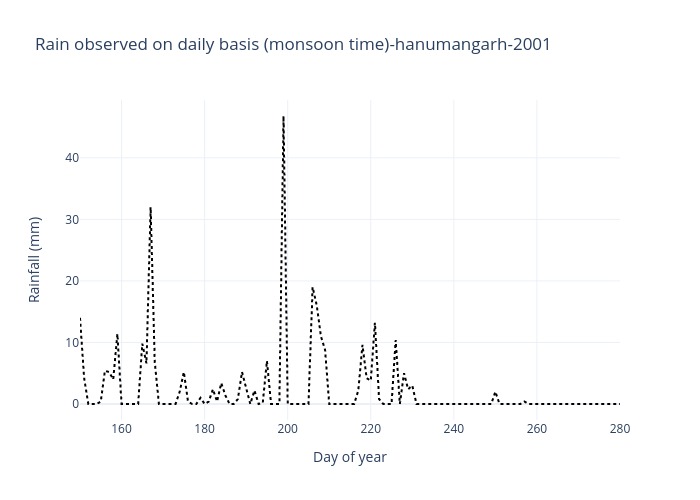 Rain observed on daily basis (monsoon time)-hanumangarh-2001
40
30
20
10
0
Rainfall (mm)
160 180 200 220 240 260 280
Day of year